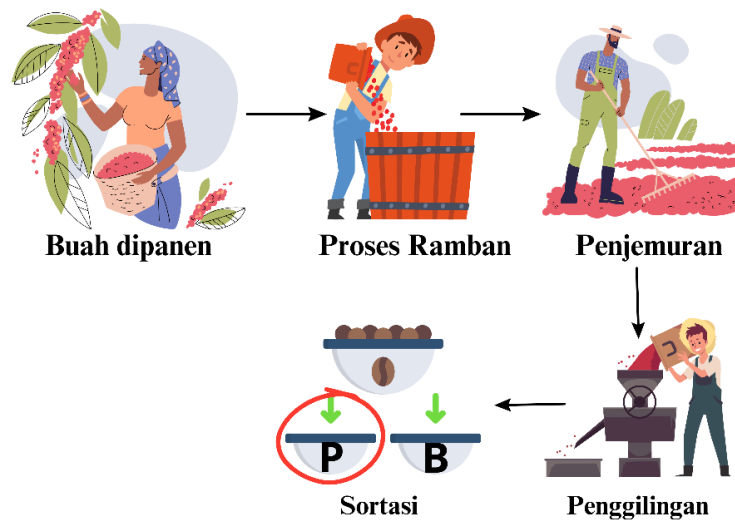 Buah dipanen
Proses Ramban
Penjemuran
Penggilingan
Sortasi
P
B